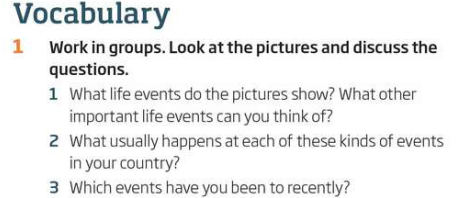 Vocabulary
1 Work in groups. Look at the pictures and discuss the
questions.
1 What life events do the pictures show? What other
important life events can you think of?
2 What usually happens at each of these kinds of events
in your country?
3 Which events have you been to recently?